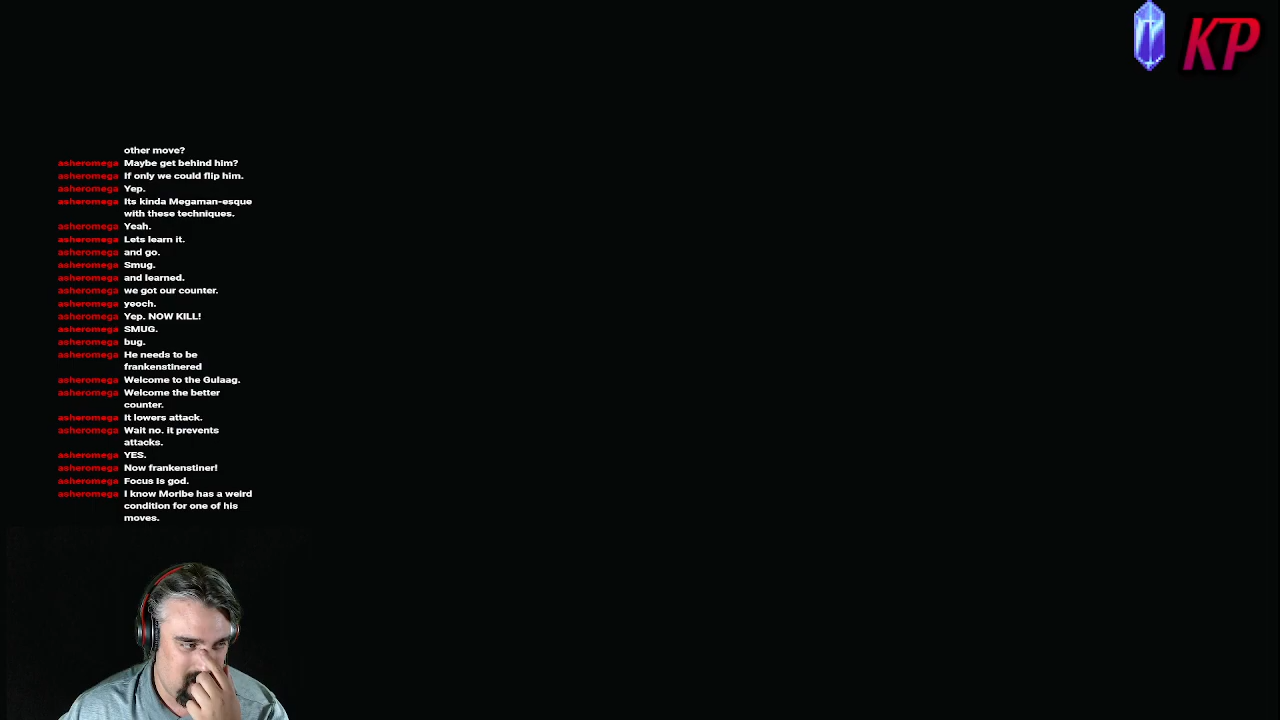 KP
other move?
asheromega Maybe get behind him?
asheromega If only we could flip him.
asheromega Yep.
asheromega Its kinda Megaman-esque
with these techniques.
asheromega Yeah.
asheromega Lets learn it.
asheromega and go.
asheromega Smug.
asheromega and learned.
asheromega we got our counter.
asheromega yeoch.
asheromega Yep. NOW KILL!
asheromega SMUG.
asheromega bug.
asheromega He needs to be
frankenstinered
asheromega Welcome to the Gulaag.
asheromega Welcome the better
counter.
asheromega It lowers attack.
asheromega Wait no. it prevents
attacks.
asheromega YES.
asheromega Now frankenstiner!
asheromega Focus is god.
asheromega I know Moribe has a weird
condition for one of his
moves.